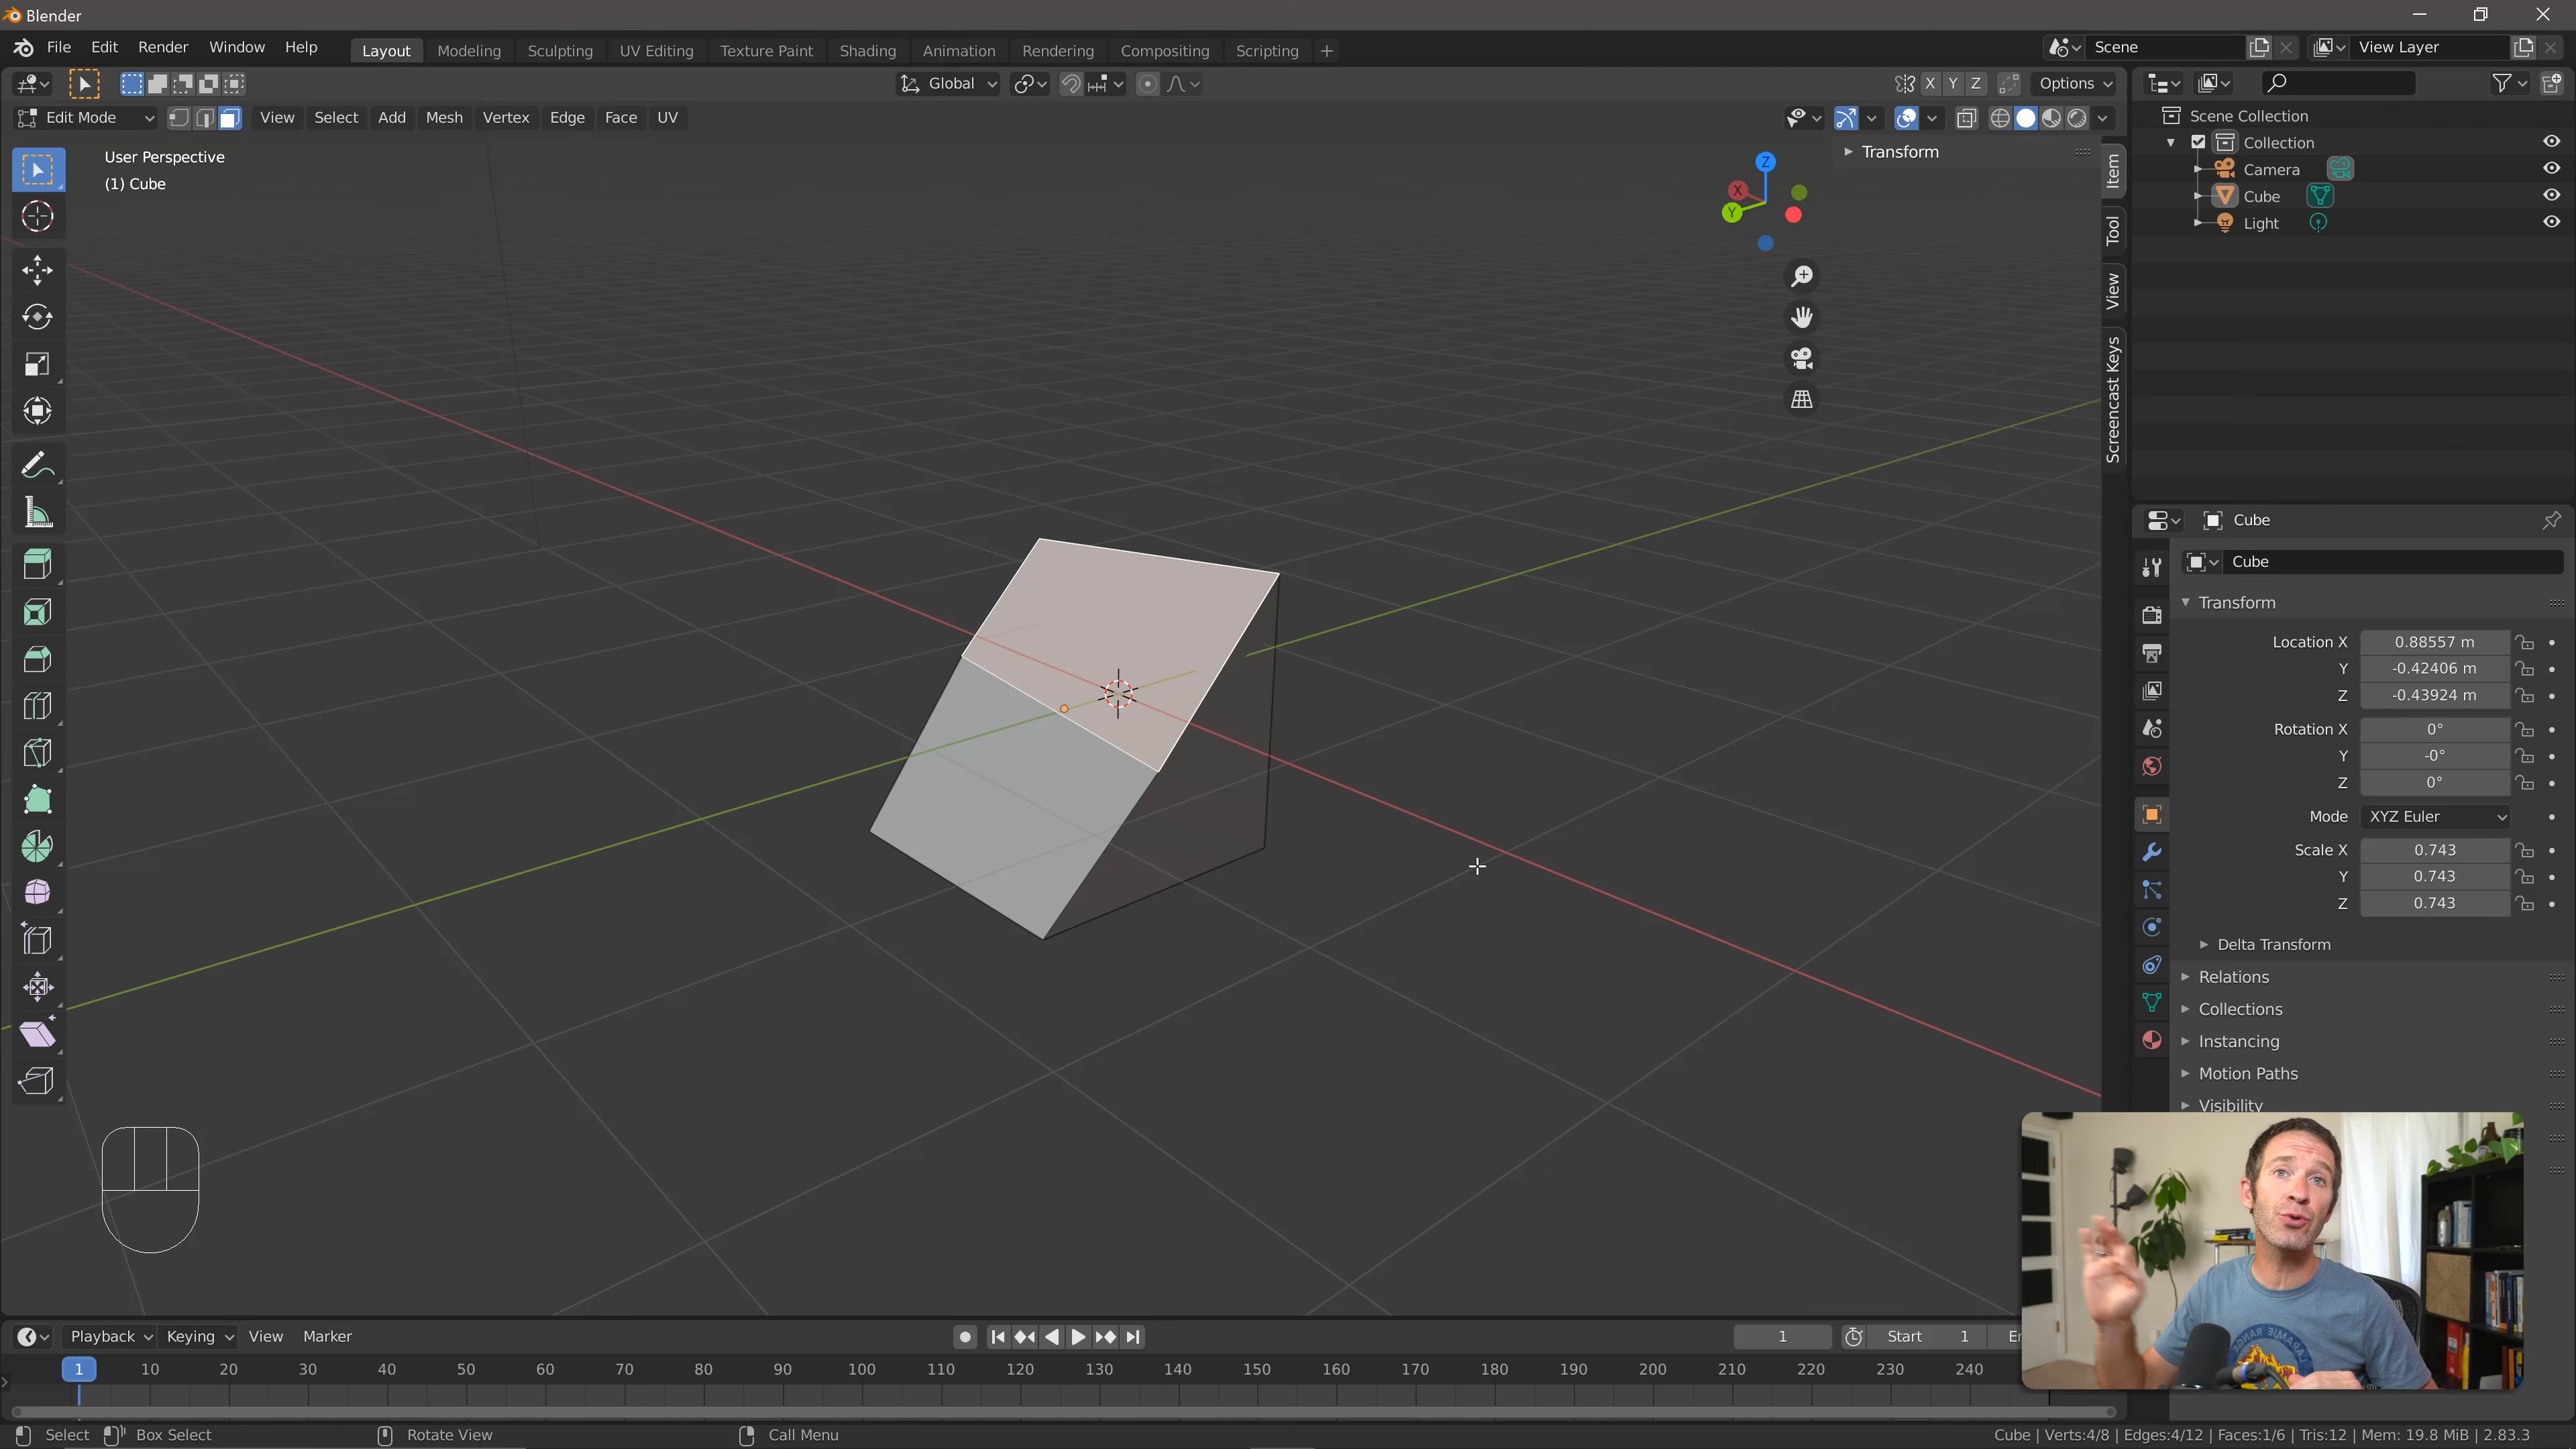 Blender
File Edit Render Window Help Layout Modeling Sculpting UV Editing Texture Paint Shading Animation Rendering Compositing Scripting + Scene View Layer
Global X Y Z Options
Edit Mode View Select Add Mesh Vertex Edge Face UV
User Perspective
(1) Cube
Z
X
Y
Transform
Item
Tool
View
Screencast Keys
Scene Collection
Collection
Camera
Cube
Light
Cube
Cube
Transform
Location X 0.88557 m
Y -0.42406 m
Z -0.43924 m
Rotation X 0°
Y -0°
Z 0°
Mode XYZ Euler
Scale X 0.743
Y 0.743
Z 0.743
Delta Transform
Relations
Collections
Instancing
Motion Paths
Visibility
Playback Keying View Marker 1 Start 1
1 10 20 30 40 50 60 70 80 90 100 110 120 130 140 150 160 170 180 190 200 210 220 230 240
Select Box Select Rotate View Call Menu Cube | Verts:4/8 | Edges:4/12 | Faces:1/6 | Tris:12 | Mem: 19.8 MiB | 2.83.3